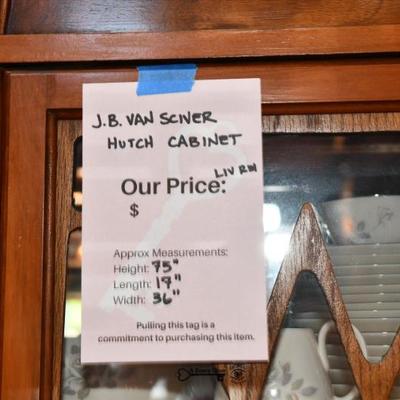 J.B. VAN SCIVER
HUTCH CABINET
LIV RM
Our Price:
$
Approx Measurements:
Height: 75"
Length: 17"
Width: 36"
Pulling this tag is a
commitment to purchasing this item.